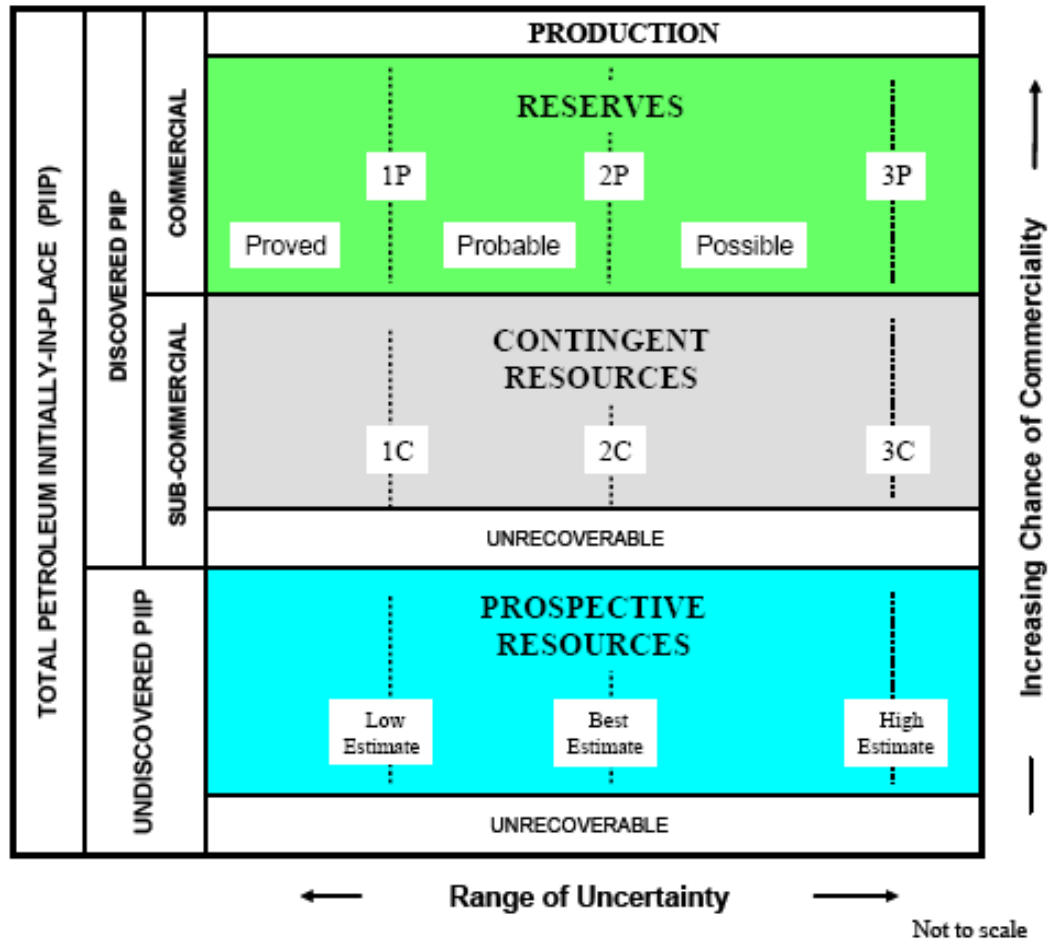 PRODUCTION
RESERVES
1P
2P
3P
Proved
Probable
Possible
CONTINGENT
RESOURCES
1C
2C
3C
UNRECOVERABLE
PROSPECTIVE
RESOURCES
Low
Estimate
Best
Estimate
High
Estimate
UNRECOVERABLE
TOTAL PETROLEUM INITIALLY-IN-PLACE (PIIP)
DISCOVERED PIIP
UNDISCOVERED PIIP
COMMERCIAL
SUB-COMMERCIAL
Increasing Chance of Commerciality
Range of Uncertainty
Not to scale